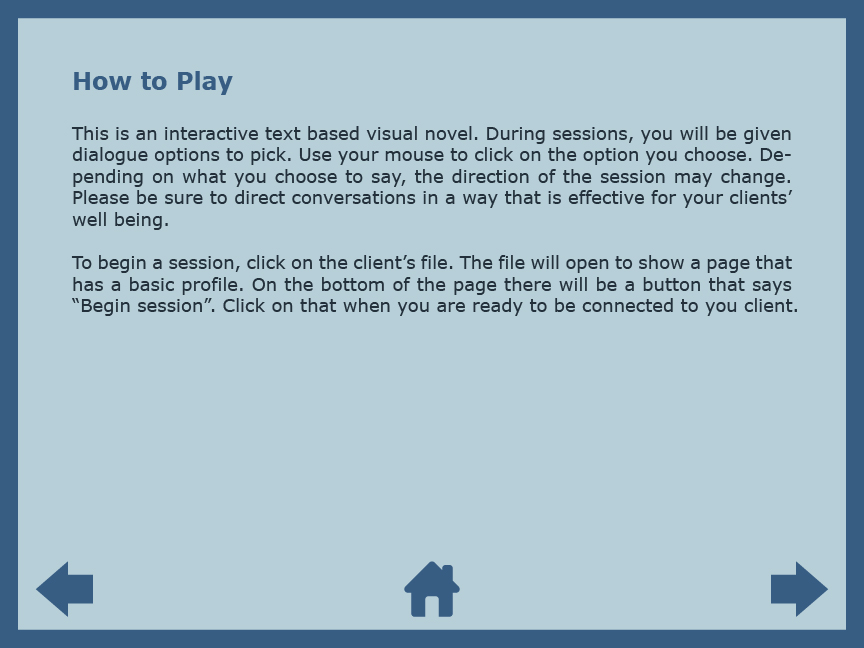 How to Play
This is an interactive text based visual novel. During sessions, you will be given
dialogue options to pick. Use your mouse to click on the option you choose. De-
pending on what you choose to say, the direction of the session may change.
Please be sure to direct conversations in a way that is effective for your clients’
well being.
To begin a session, click on the client’s file. The file will open to show a page that
has a basic profile. On the bottom of the page there will be a button that says
“Begin session”. Click on that when you are ready to be connected to you client.